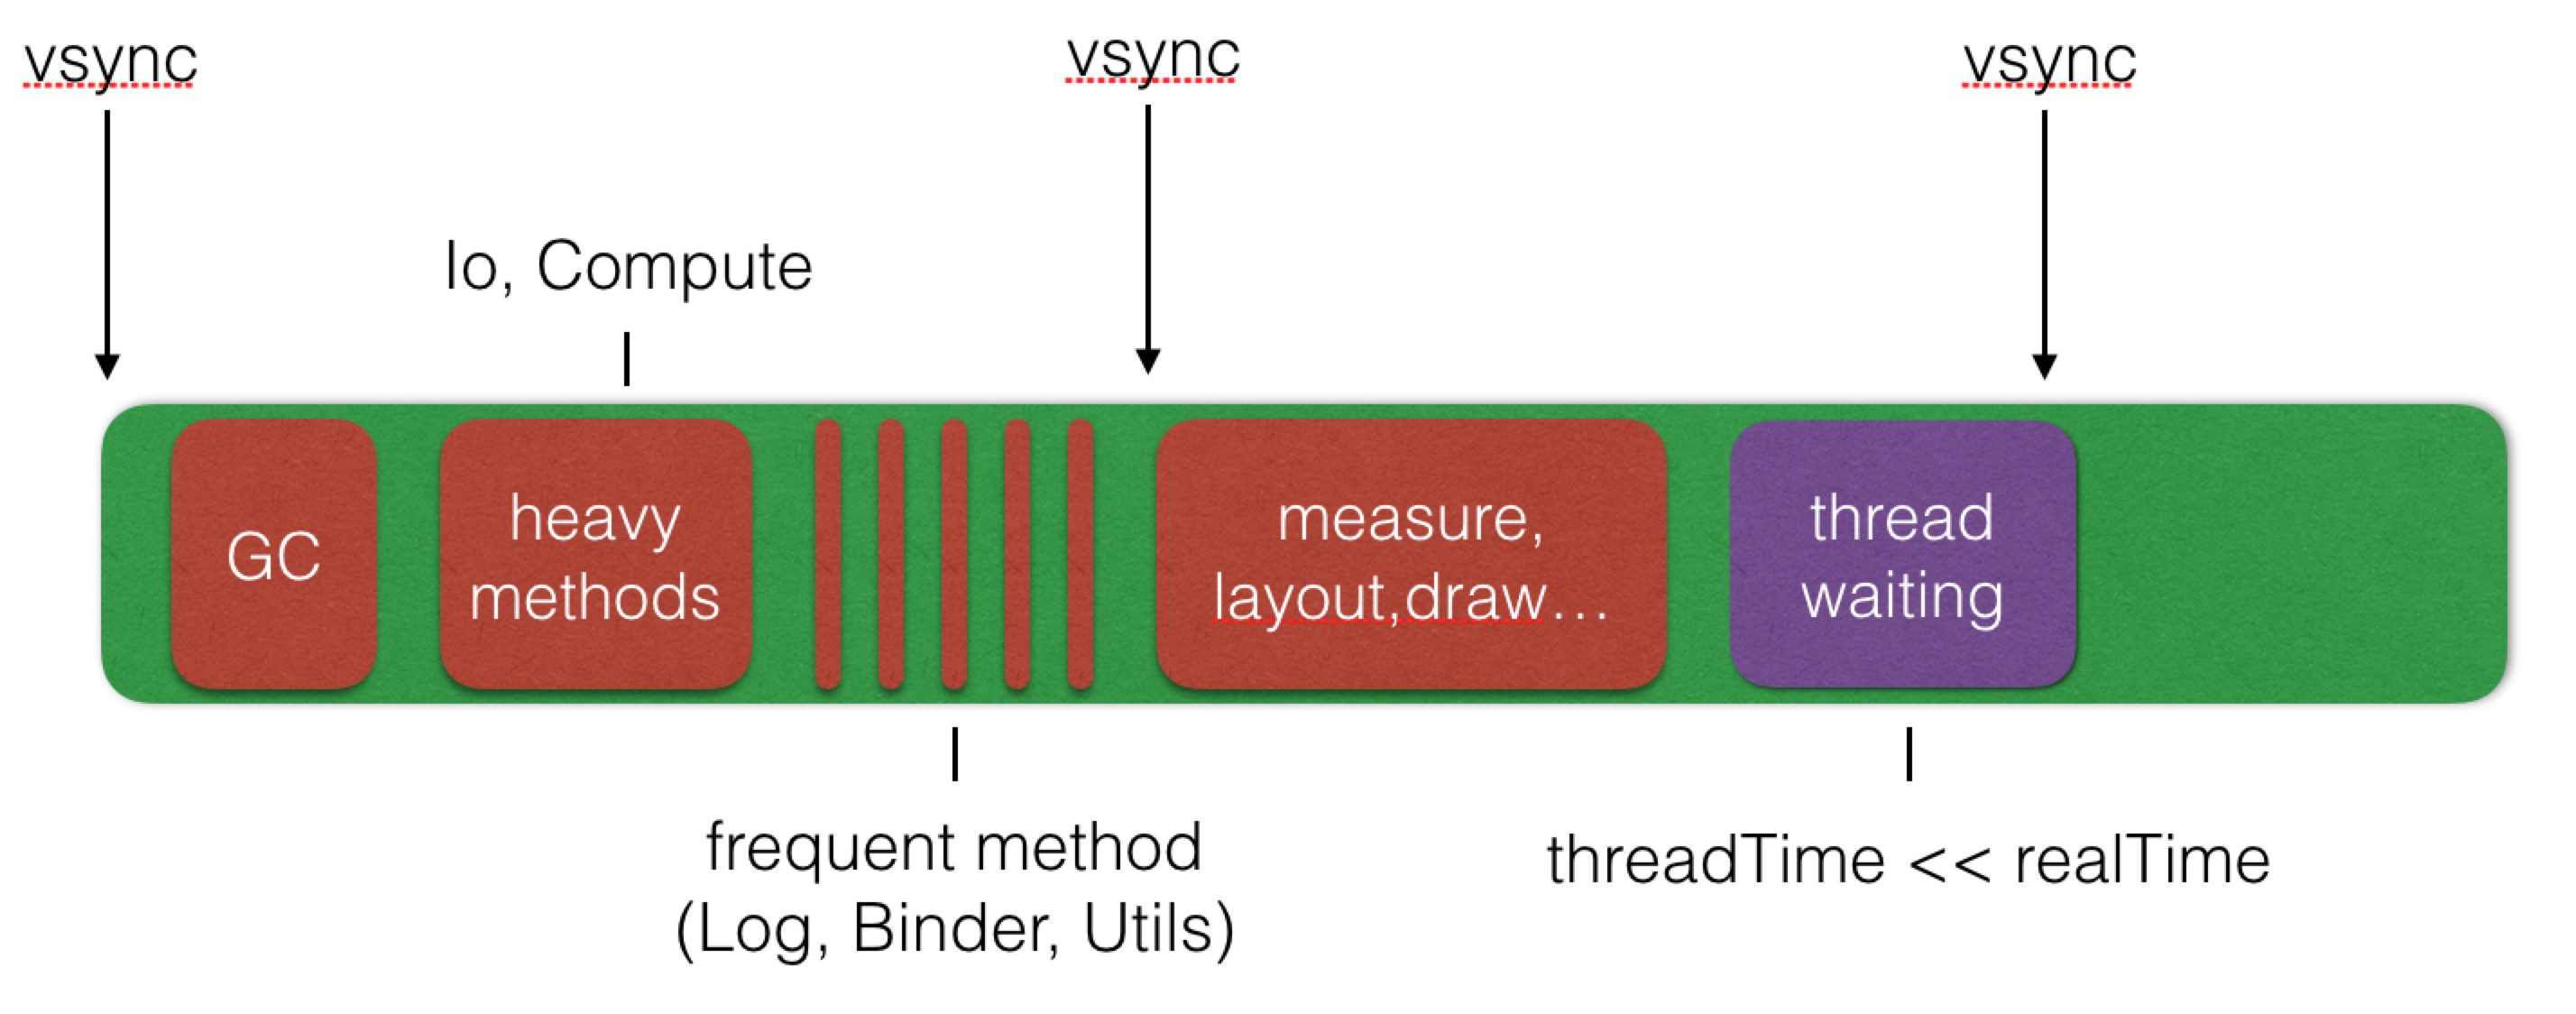 vsync
vsync
vsync
Io, Compute
GC
heavy
methods
measure,
layout,draw...
thread
waiting
frequent method
(Log, Binder, Utils)
threadTime << realTime